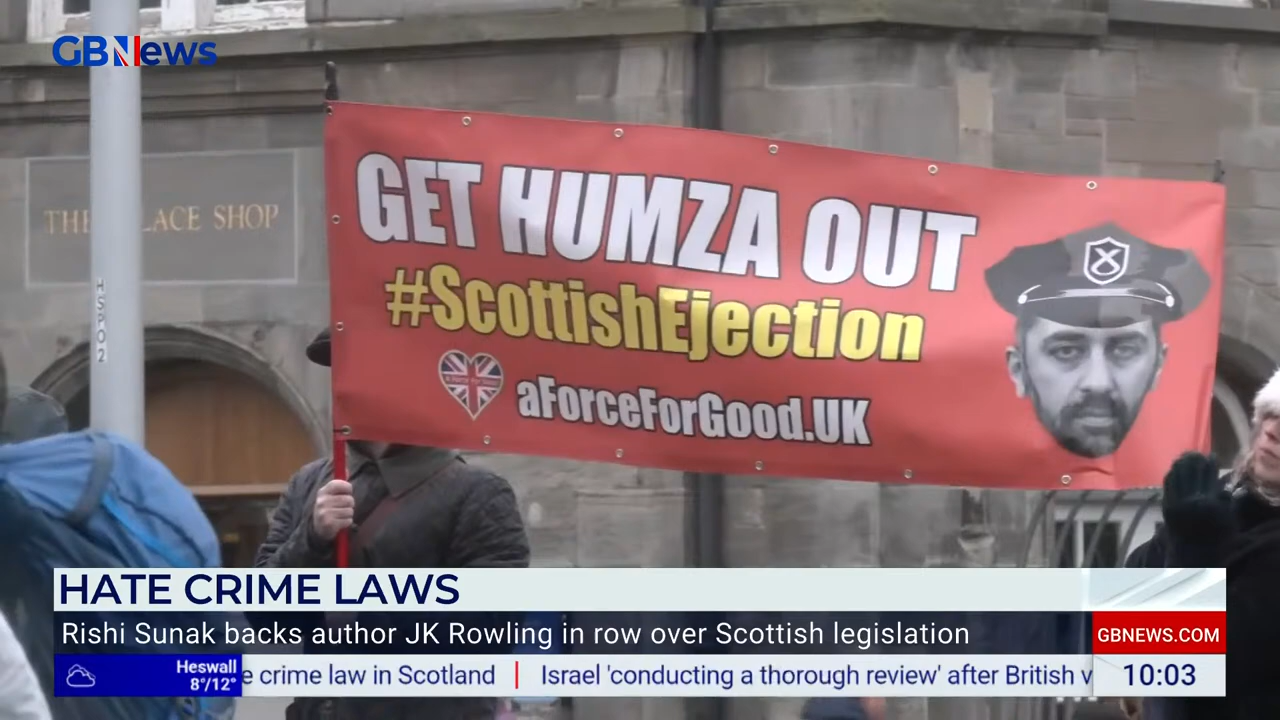 GBNews
THE
LACE SHOP
HSPO2
GET HUMZA OUT
#ScottishEjection
aForceForGood.UK
HATE CRIME LAWS
Rishi Sunak backs author JK Rowling in row over Scottish legislation
GBNEWS.COM
Heswall
8°/12°
e crime law in Scotland | Israel 'conducting a thorough review' after British v
10:03